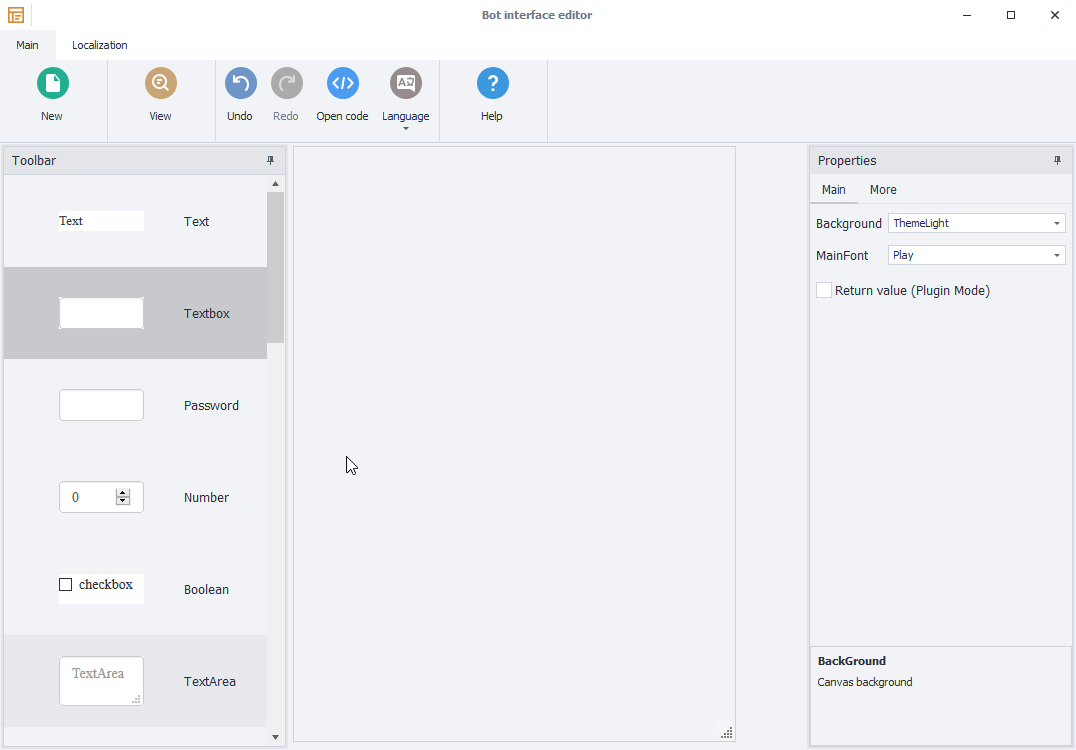 Bot interface editor
Main Localization
New View Undo Redo Open code Language Help
Toolbar
Text Text
Textbox
Password
0 Number
checkbox Boolean
TextArea TextArea
Properties
Main More
Background ThemeLight
MainFont Play
Return value (Plugin Mode)
BackGround
Canvas background